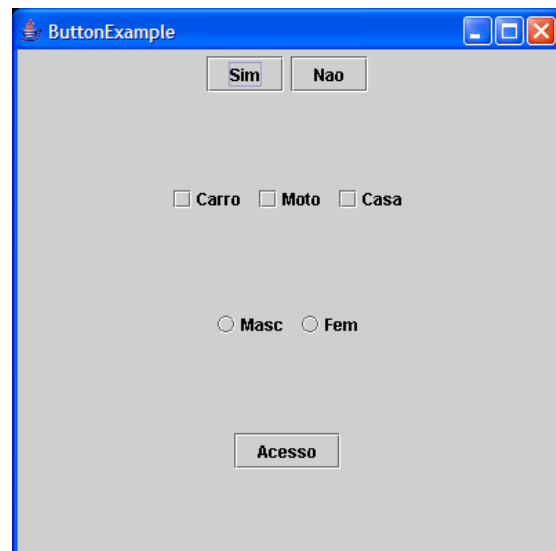 ButtonExample
Sim Nao
Carro Moto Casa
Masc Fem
Acesso